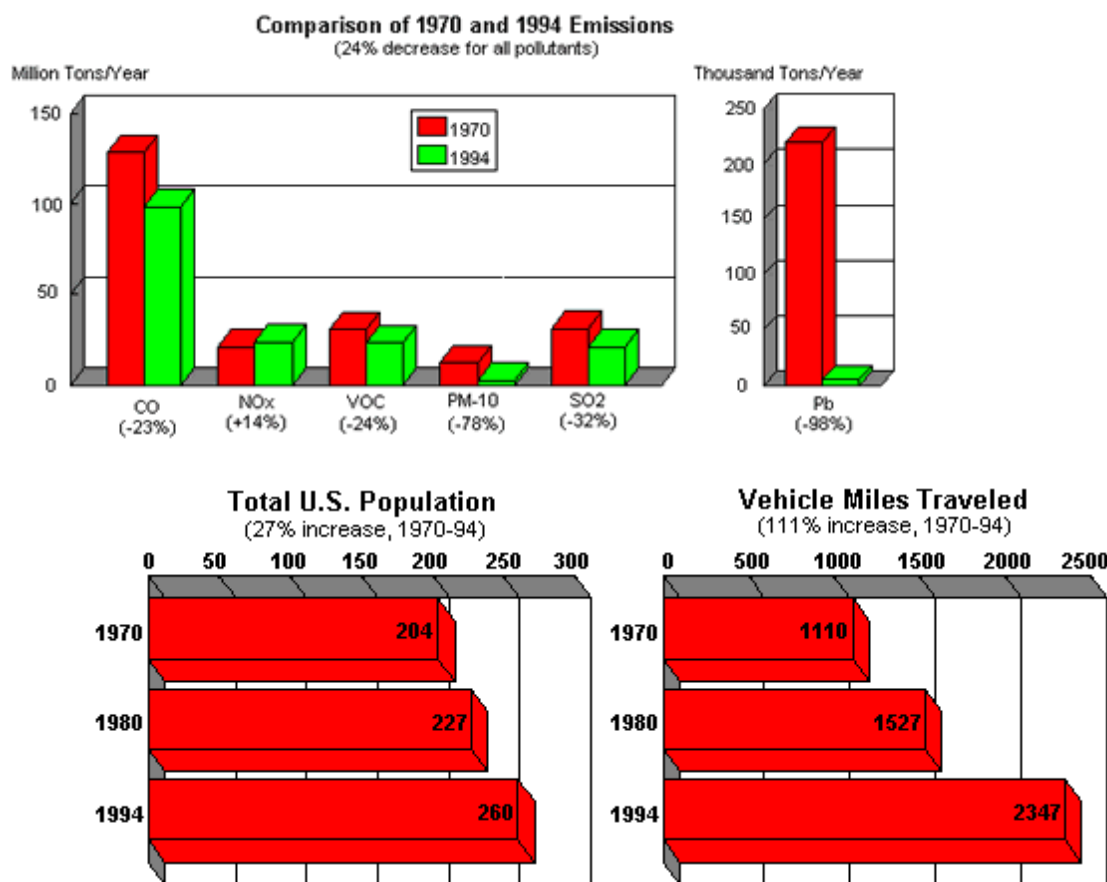 Comparison of 1970 and 1994 Emissions
(24% decrease for all pollutants)
Million Tons/Year
Thousand Tons/Year
150
100
50
0
1970
1994
250
200
150
100
50
0
CO
(-23%)
NOx
(+14%)
VOC
(-24%)
PM-10
(-78%)
SO2
(-32%)
Pb
(-98%)
Total U.S. Population
(27% increase, 1970-94)
0 50 100 150 200 250 300
1970 204
1980 227
1994 260
Vehicle Miles Traveled
(111% increase, 1970-94)
0 500 1000 1500 2000 2500
1970 1110
1980 1527
1994 2347